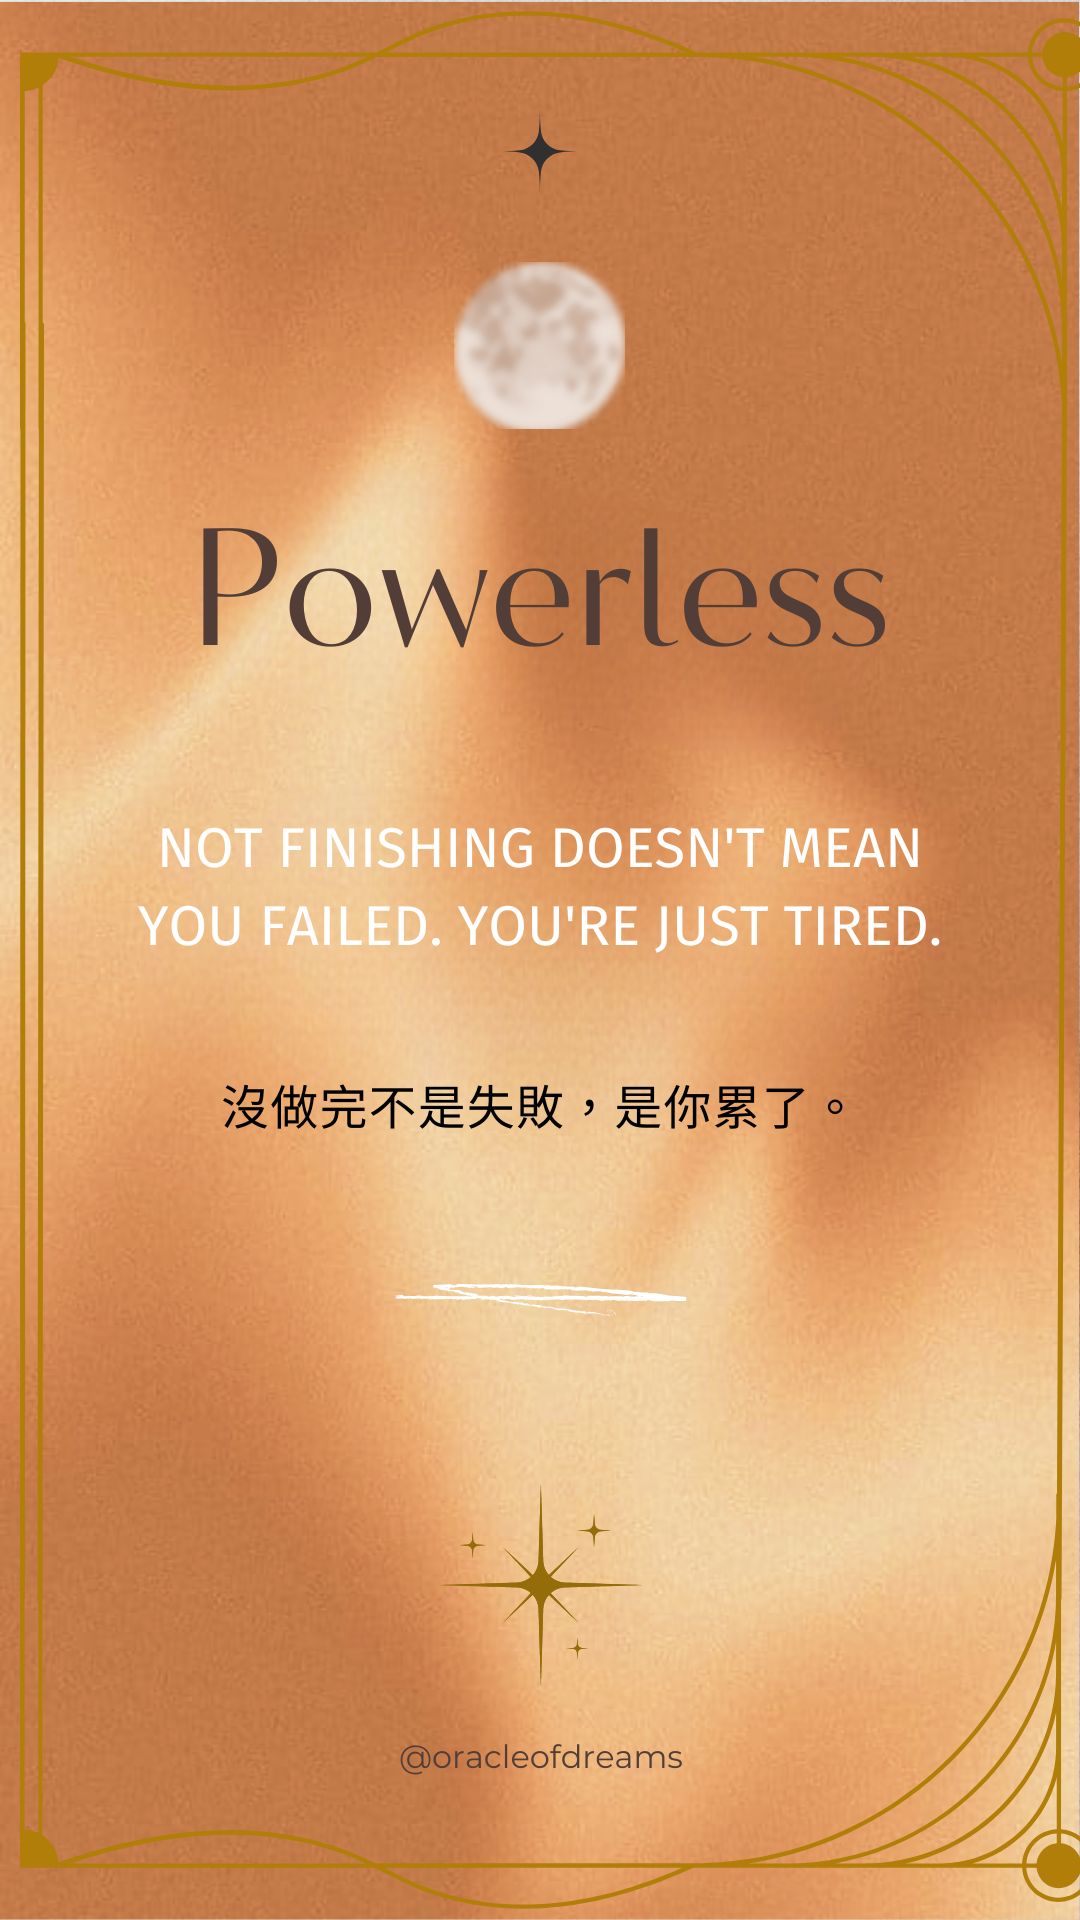 Powerless
NOT FINISHING DOESN'T MEAN
YOU FAILED. YOU'RE JUST TIRED.
沒做完不是失敗，是你累了。
@oracleofdreams